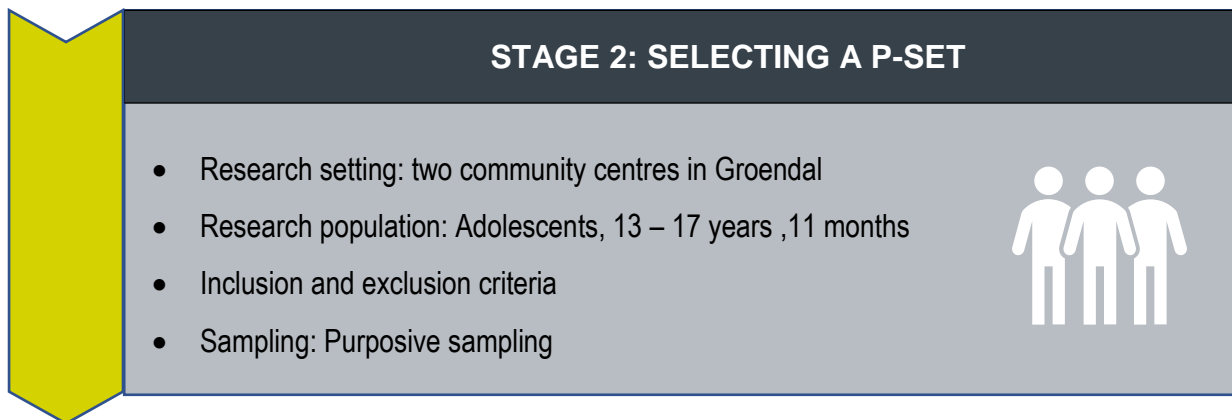 STAGE 2: SELECTING A P-SET
• Research setting: two community centres in Groendal
• Research population: Adolescents, 13 – 17 years ,11 months
• Inclusion and exclusion criteria
• Sampling: Purposive sampling